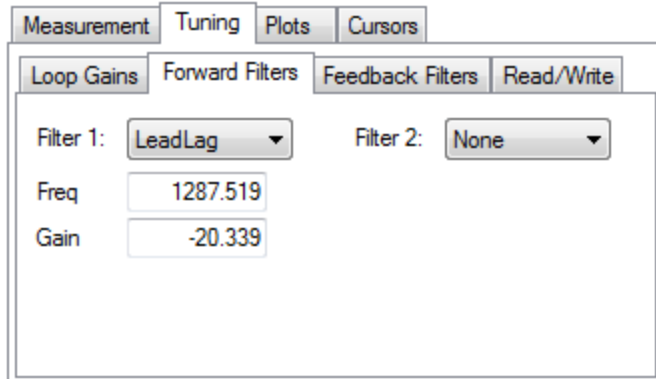 Measurement Tuning Plots Cursors
Loop Gains Forward Filters Feedback Filters Read/Write
Filter 1: LeadLag Filter 2: None
Freq 1287.519
Gain -20.339